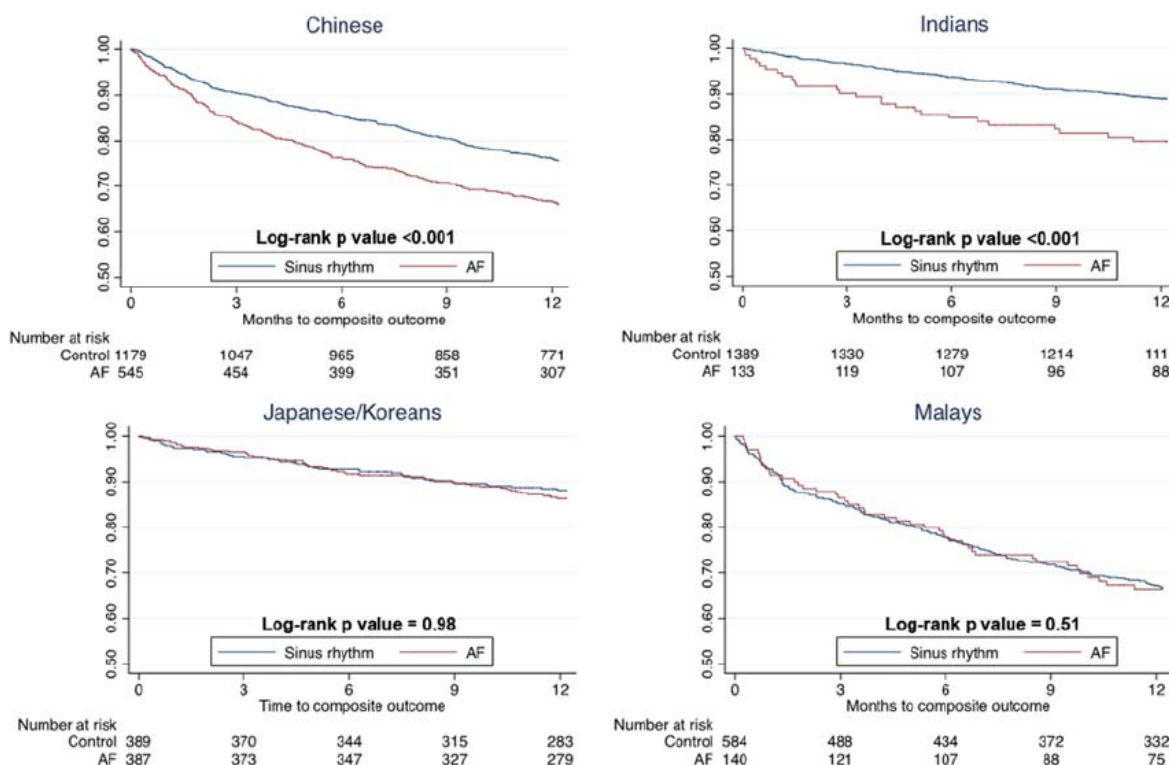 Chinese
1.00
0.90
0.80
0.70
0.60
0.50
Log-rank p value <0.001
Sinus rhythm AF
0 3 6 9 12
Months to composite outcome
Number at risk
Control 1179 1047 965 858 771
AF 545 454 399 351 307
Indians
1.00
0.90
0.80
0.70
0.60
0.50
Log-rank p value <0.001
Sinus rhythm AF
0 3 6 9 12
Months to composite outcome
Number at risk
Control 1389 1330 1279 1214 111
AF 133 119 107 96 88
Japanese/Koreans
1.00
0.90
0.80
0.70
0.60
0.50
Log-rank p value = 0.98
Sinus rhythm AF
0 3 6 9 12
Time to composite outcome
Number at risk
Control 389 370 344 315 283
AF 387 373 347 327 279
Malays
1.00
0.90
0.80
0.70
0.60
0.50
Log-rank p value = 0.51
Sinus rhythm AF
0 3 6 9 12
Months to composite outcome
Number at risk
Control 584 488 434 372 332
AF 140 121 107 88 75